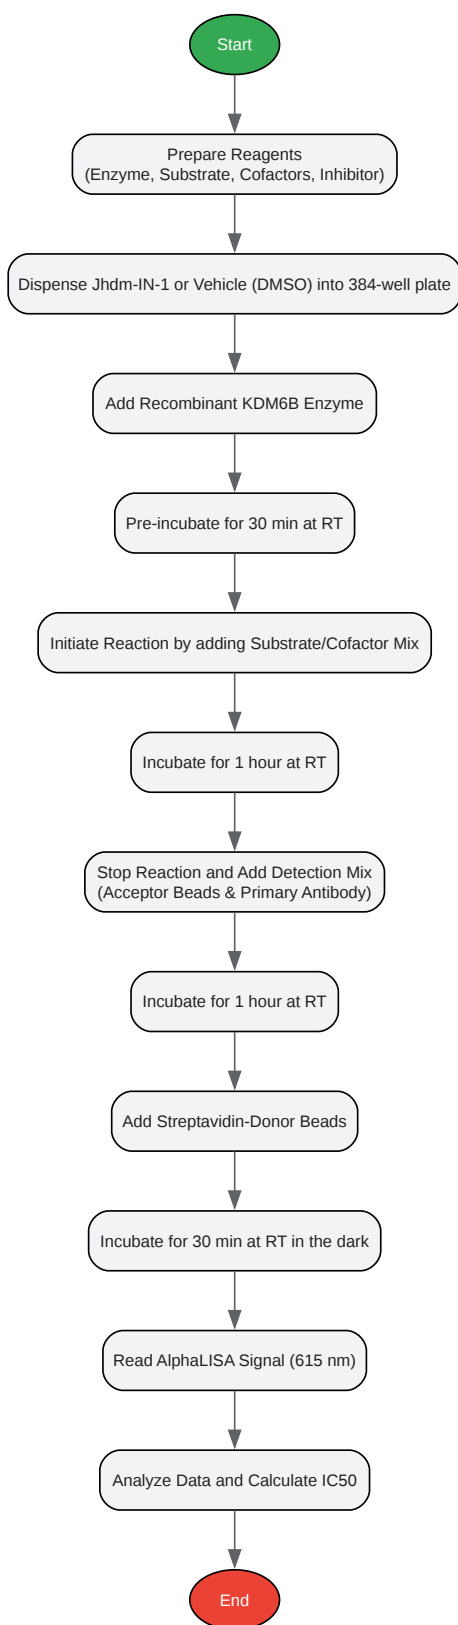 Start
Prepare Reagents
(Enzyme, Substrate, Cofactors, Inhibitor)
Dispense Jhdm-IN-1 or Vehicle (DMSO) into 384-well plate
Add Recombinant KDM6B Enzyme
Pre-incubate for 30 min at RT
Initiate Reaction by adding Substrate/Cofactor Mix
Incubate for 1 hour at RT
Stop Reaction and Add Detection Mix
(Acceptor Beads & Primary Antibody)
Incubate for 1 hour at RT
Add Streptavidin-Donor Beads
Incubate for 30 min at RT in the dark
Read AlphaLISA Signal (615 nm)
Analyze Data and Calculate IC50
End